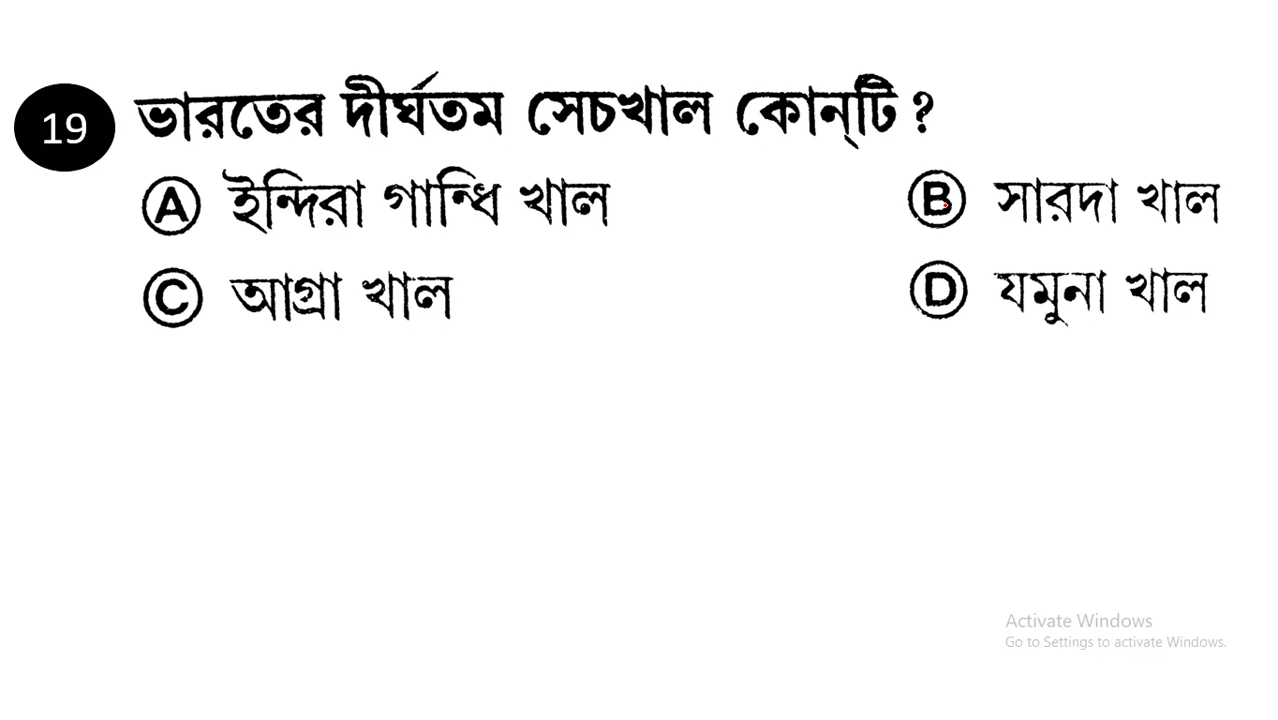 19 ভারতের দীর্ঘতম সেচখাল কোন্‌টি ?
A ইন্দিরা গান্ধি খাল B সারদা খাল
C আগ্রা খাল D যমুনা খাল
Activate Windows
Go to Settings to activate Windows.